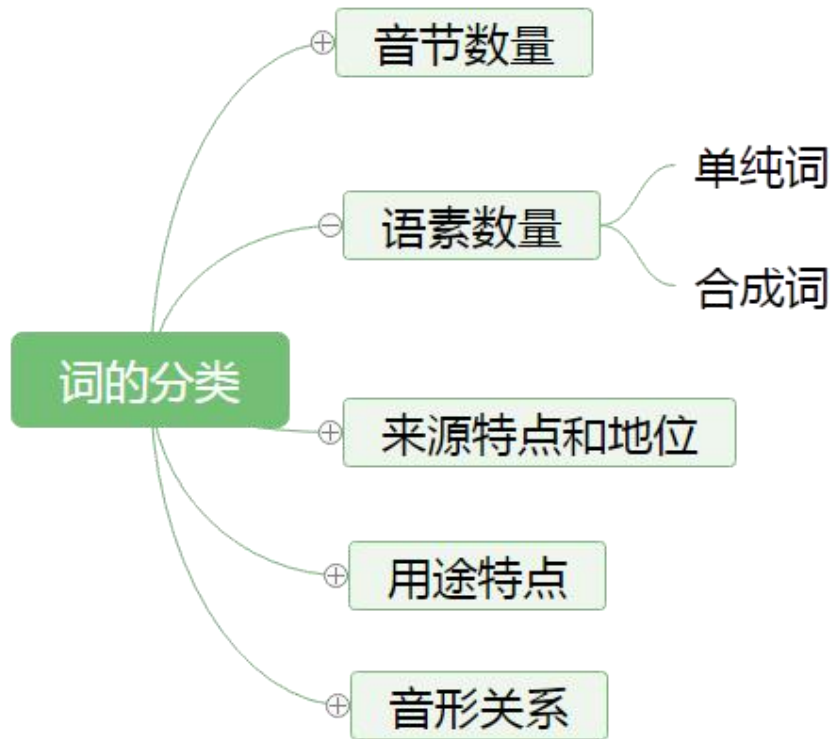 音节数量
单纯词
语素数量
合成词
词的分类
来源特点和地位
用途特点
音形关系